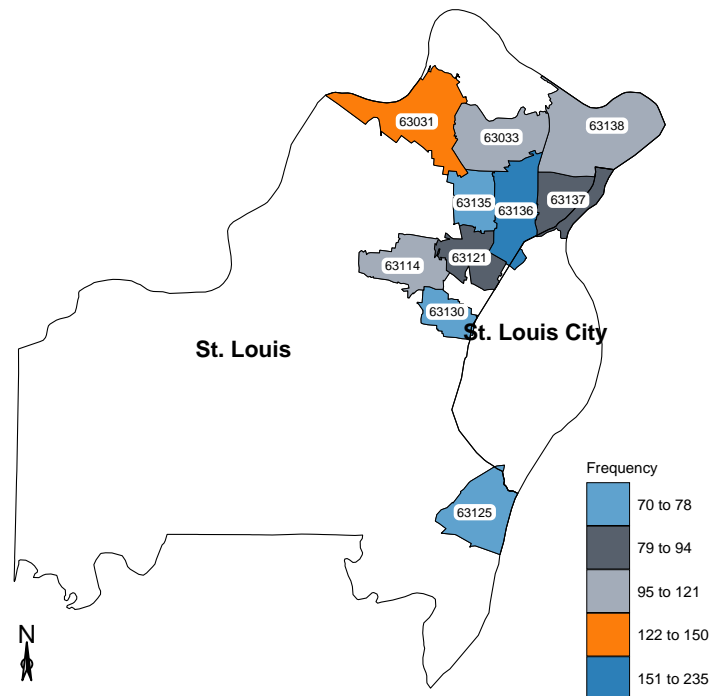 63031
63033
63138
63135
63136
63137
63121
63114
63130
St. Louis City
St. Louis
63125
Frequency
70 to 78
79 to 94
95 to 121
122 to 150
151 to 235
N